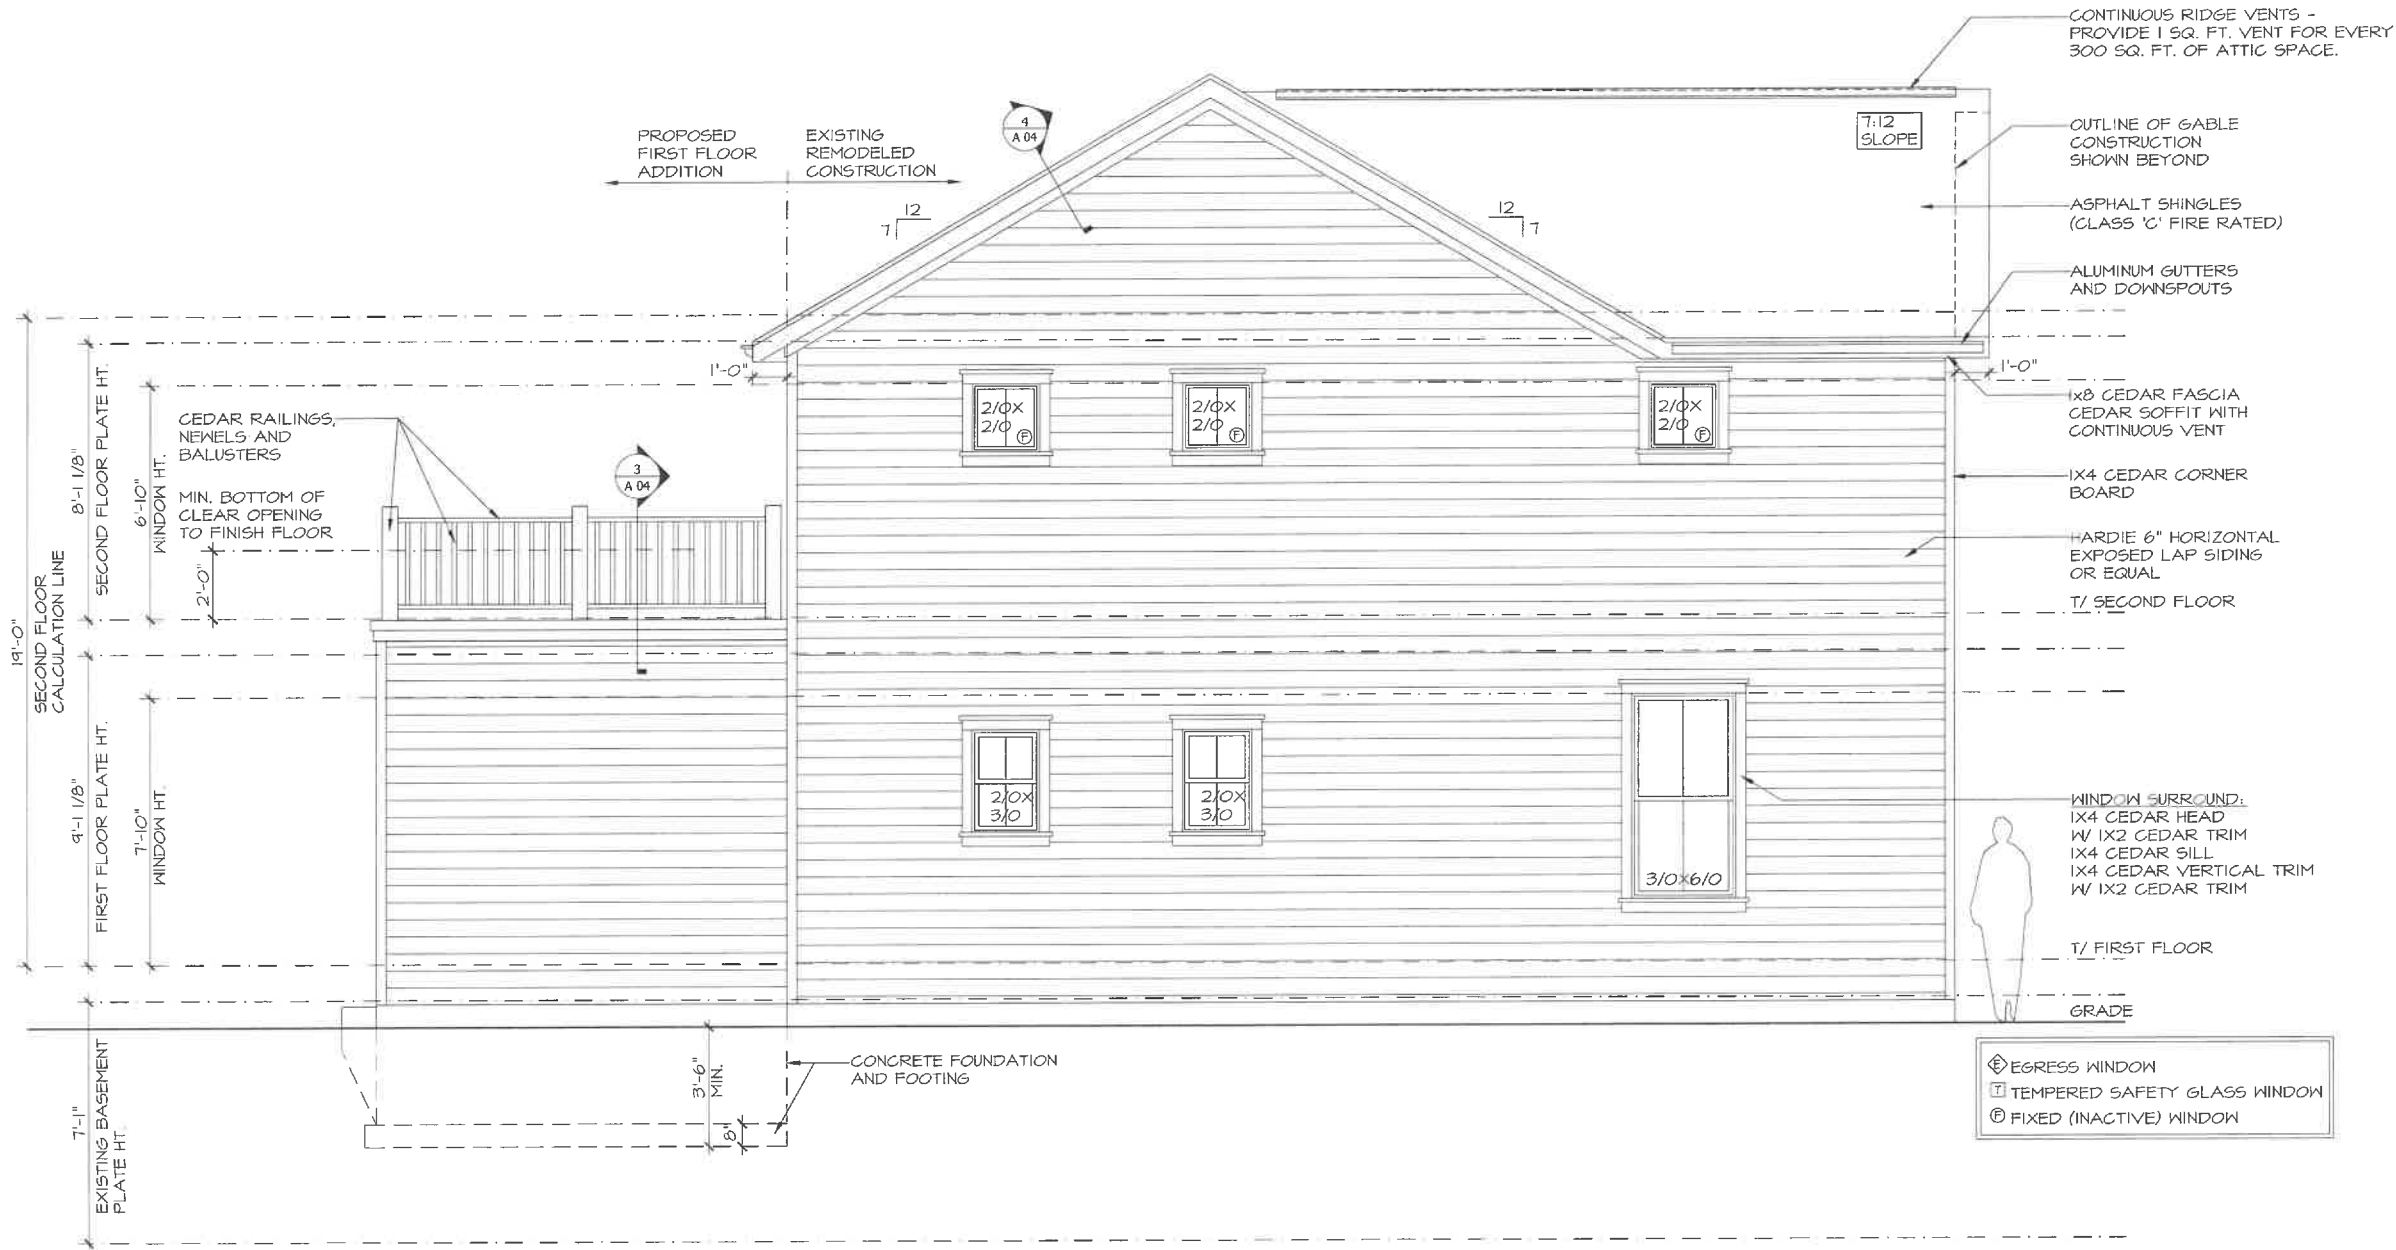 CONTINUOUS RIDGE VENTS -
PROVIDE 1 SQ. FT. VENT FOR EVERY
300 SQ. FT. OF ATTIC SPACE.
4
A 04
7:12
SLOPE
OUTLINE OF GABLE
CONSTRUCTION
SHOWN BEYOND
PROPOSED
FIRST FLOOR
ADDITION
EXISTING
REMODELED
CONSTRUCTION
12
7
12
7
ASPHALT SHINGLES
(CLASS 'C' FIRE RATED)
ALUMINUM GUTTERS
AND DOWNSPOUTS
1'-0"
1'-0"
1x8 CEDAR FASCIA
CEDAR SOFFIT WITH
CONTINUOUS VENT
2/0X
2/0 F
2/0X
2/0 F
2/0X
2/0 F
CEDAR RAILINGS,
NEWELS AND
BALUSTERS
3
A 04
MIN. BOTTOM OF
CLEAR OPENING
TO FINISH FLOOR
2'-0"
1X4 CEDAR CORNER
BOARD
HARDIE 6" HORIZONTAL
EXPOSED LAP SIDING
OR EQUAL
T/ SECOND FLOOR
19'-0"
SECOND FLOOR
CALCULATION LINE
8'-1 1/8"
SECOND FLOOR PLATE HT.
6'-10"
WINDOW HT.
9'-1 1/8"
FIRST FLOOR PLATE HT.
7'-10"
WINDOW HT.
2/0X
3/0
2/0X
3/0
3/0X6/0
WINDOW SURROUND:
1X4 CEDAR HEAD
W/ 1X2 CEDAR TRIM
1X4 CEDAR SILL
1X4 CEDAR VERTICAL TRIM
W/ 1X2 CEDAR TRIM
T/ FIRST FLOOR
GRADE
7'-1"
EXISTING BASEMENT
PLATE HT.
3'-6"
MIN.
8"
CONCRETE FOUNDATION
AND FOOTING
E EGRESS WINDOW
T TEMPERED SAFETY GLASS WINDOW
F FIXED (INACTIVE) WINDOW